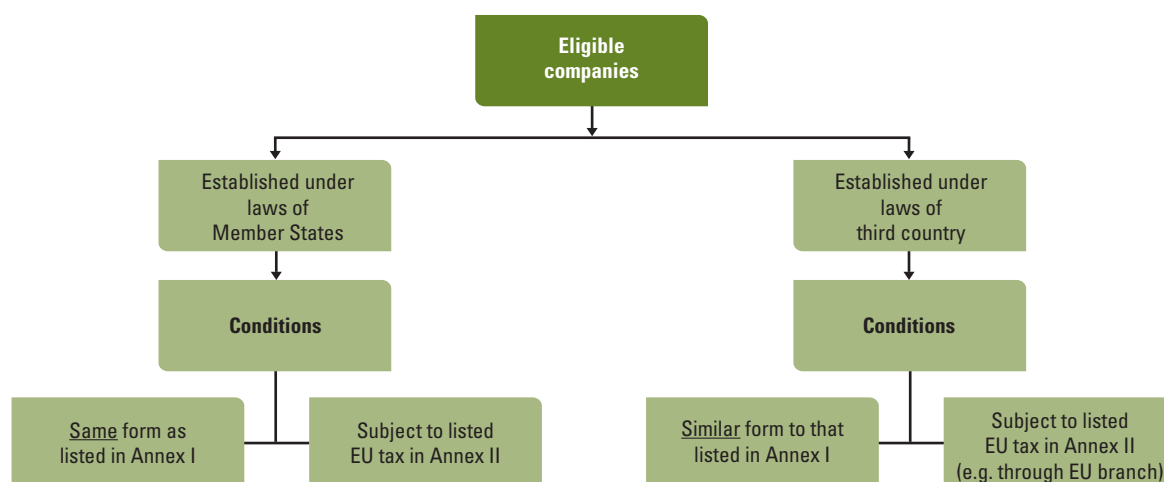 Eligible
companies
Established under
laws of
Member States
Established under
laws of
third country
Conditions
Conditions
Same form as
listed in Annex I
Subject to listed
EU tax in Annex II
Similar form to that
listed in Annex I
Subject to listed
EU tax in Annex II
(e.g. through EU branch)